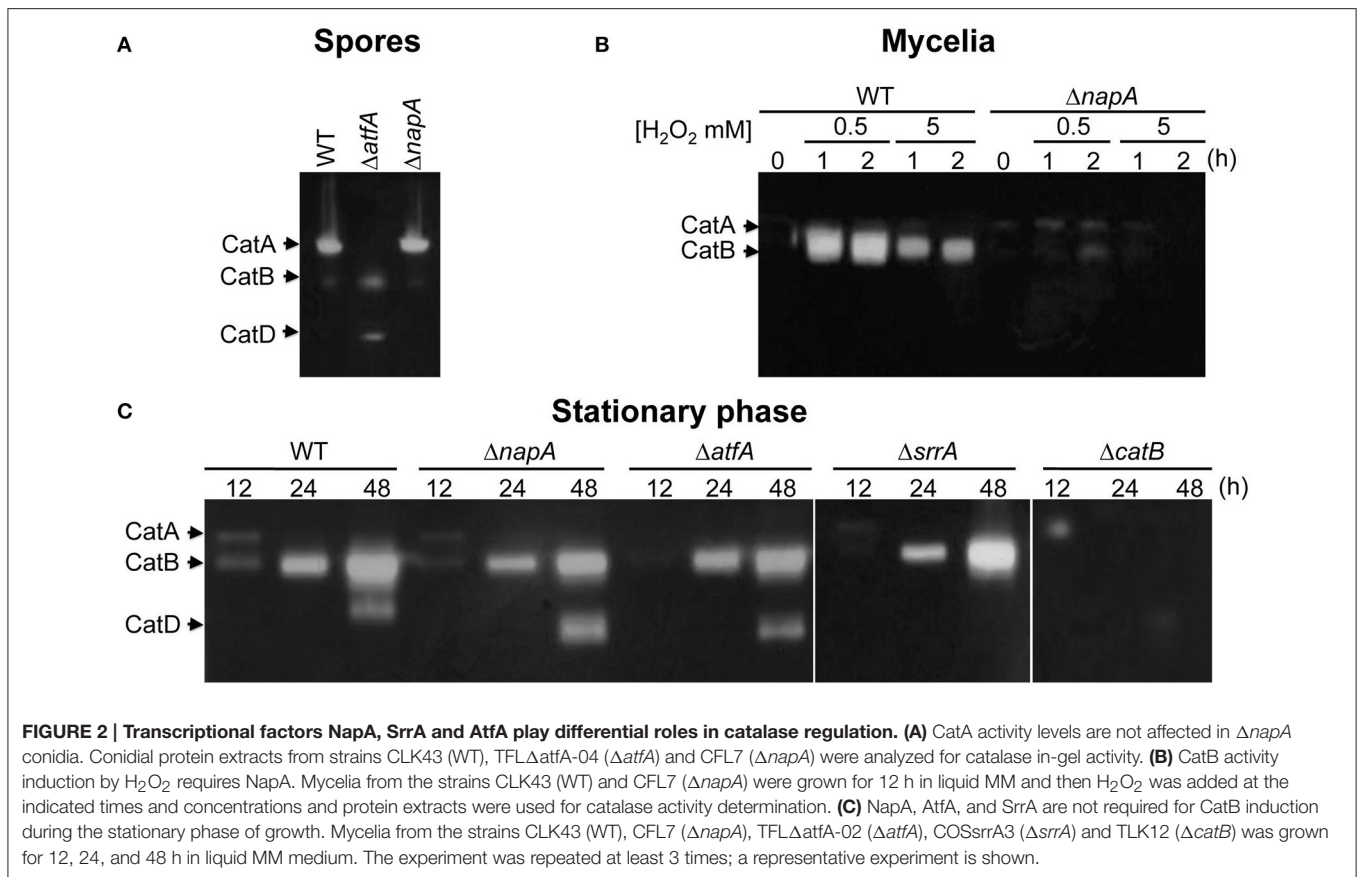 A
Spores
WT
ΔatfA
ΔnapA
CatA
CatB
CatD
B
Mycelia
WT ΔnapA
[H₂O₂ mM] 0.5 5 0.5 5
0 1 2 1 2 0 1 2 1 2 (h)
CatA
CatB
C
Stationary phase
WT ΔnapA ΔatfA ΔsrrA ΔcatB
12 24 48 12 24 48 12 24 48 12 24 48 12 24 48 (h)
CatA
CatB
CatD
FIGURE 2 | Transcriptional factors NapA, SrrA and AtfA play differential roles in catalase regulation. (A) CatA activity levels are not affected in ΔnapA
conidia. Conidial protein extracts from strains CLK43 (WT), TFLΔatfA-04 (ΔatfA) and CFL7 (ΔnapA) were analyzed for catalase in-gel activity. (B) CatB activity
induction by H₂O₂ requires NapA. Mycelia from the strains CLK43 (WT) and CFL7 (ΔnapA) were grown for 12 h in liquid MM and then H₂O₂ was added at the
indicated times and concentrations and protein extracts were used for catalase activity determination. (C) NapA, AtfA, and SrrA are not required for CatB induction
during the stationary phase of growth. Mycelia from the strains CLK43 (WT), CFL7 (ΔnapA), TFLΔatfA-02 (ΔatfA), COSsrrA3 (ΔsrrA) and TLK12 (ΔcatB) was grown
for 12, 24, and 48 h in liquid MM medium. The experiment was repeated at least 3 times; a representative experiment is shown.